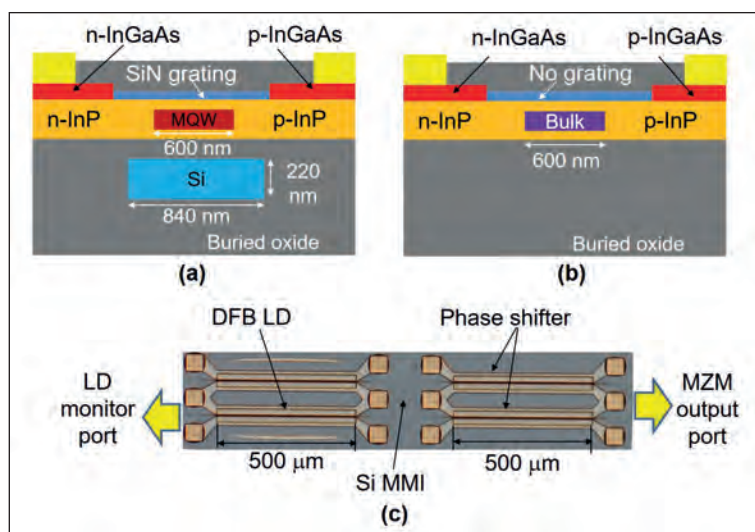 n-InGaAs
p-InGaAs
SiN grating
n-InP
MQW
p-InP
600 nm
Si
220
nm
840 nm
Buried oxide
(a)
n-InGaAs
p-InGaAs
No grating
n-InP
Bulk
p-InP
600 nm
Buried oxide
(b)
DFB LD
Phase shifter
LD
monitor
port
MZM
output
port
500 μm
500 μm
Si MMI
(c)